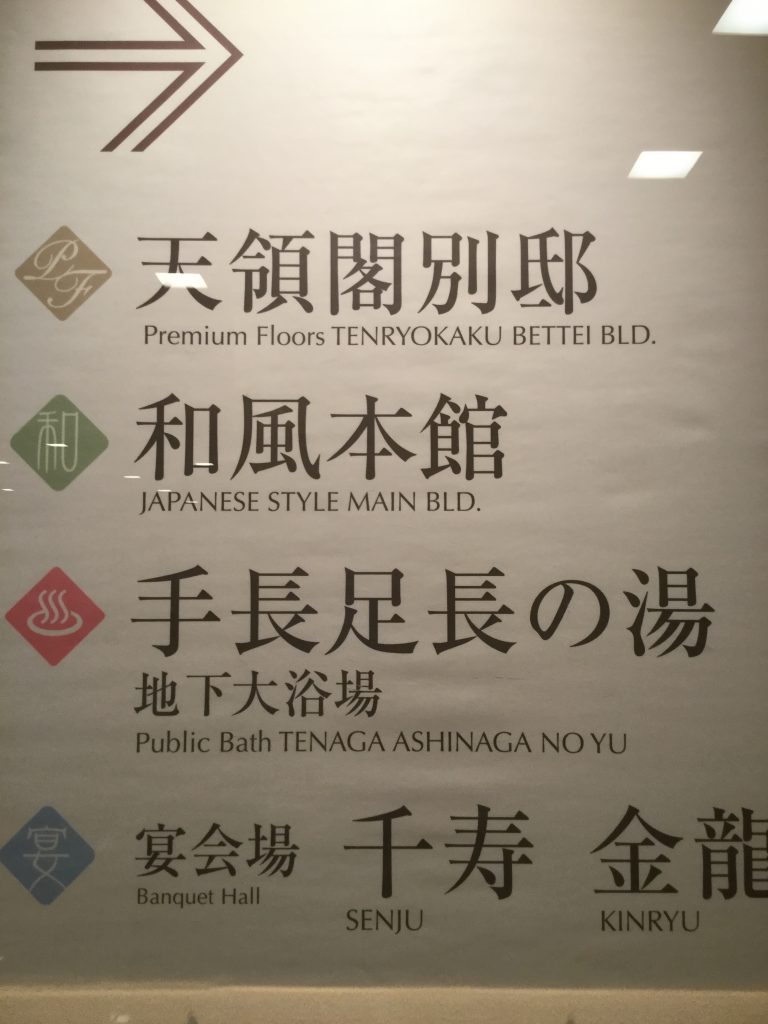 PF
天領閣別邸
Premium Floors TENRYOKAKU BETTEI BLD.
和
和風本館
JAPANESE STYLE MAIN BLD.
手長足長の湯
地下大浴場
Public Bath TENAGA ASHINAGA NO YU
宴
宴会場 千寿 金龍
Banquet Hall SENJU KINRYU